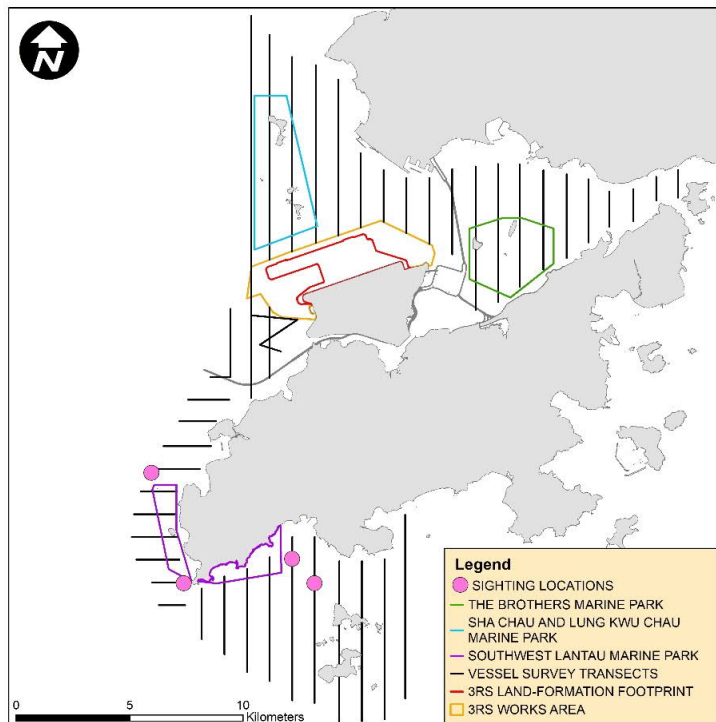 N
Legend
SIGHTING LOCATIONS
THE BROTHERS MARINE PARK
SHA CHAU AND LUNG KWU CHAU
MARINE PARK
SOUTHWEST LANTAU MARINE PARK
VESSEL SURVEY TRANSECTS
3RS LAND-FORMATION FOOTPRINT
3RS WORKS AREA
0 5 10
Kilometers